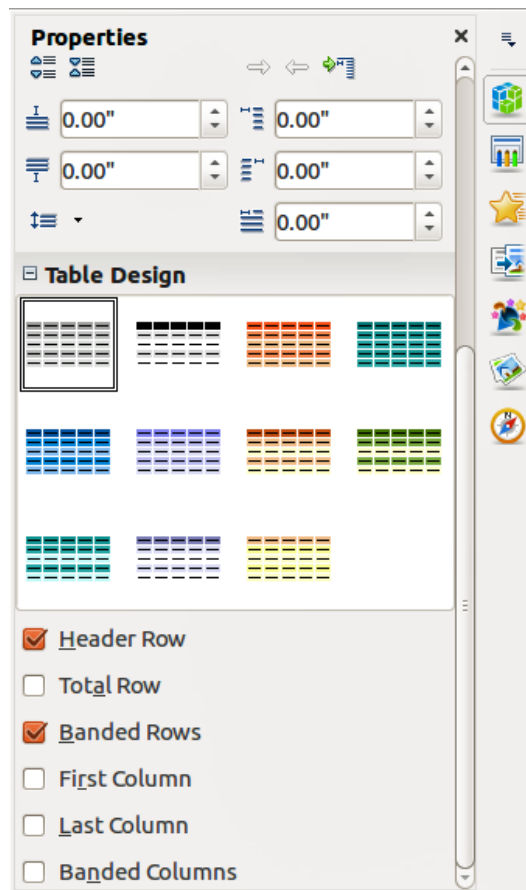 Properties
0.00" 0.00"
0.00" 0.00"
0.00"
Table Design
Header Row
Total Row
Banded Rows
First Column
Last Column
Banded Columns